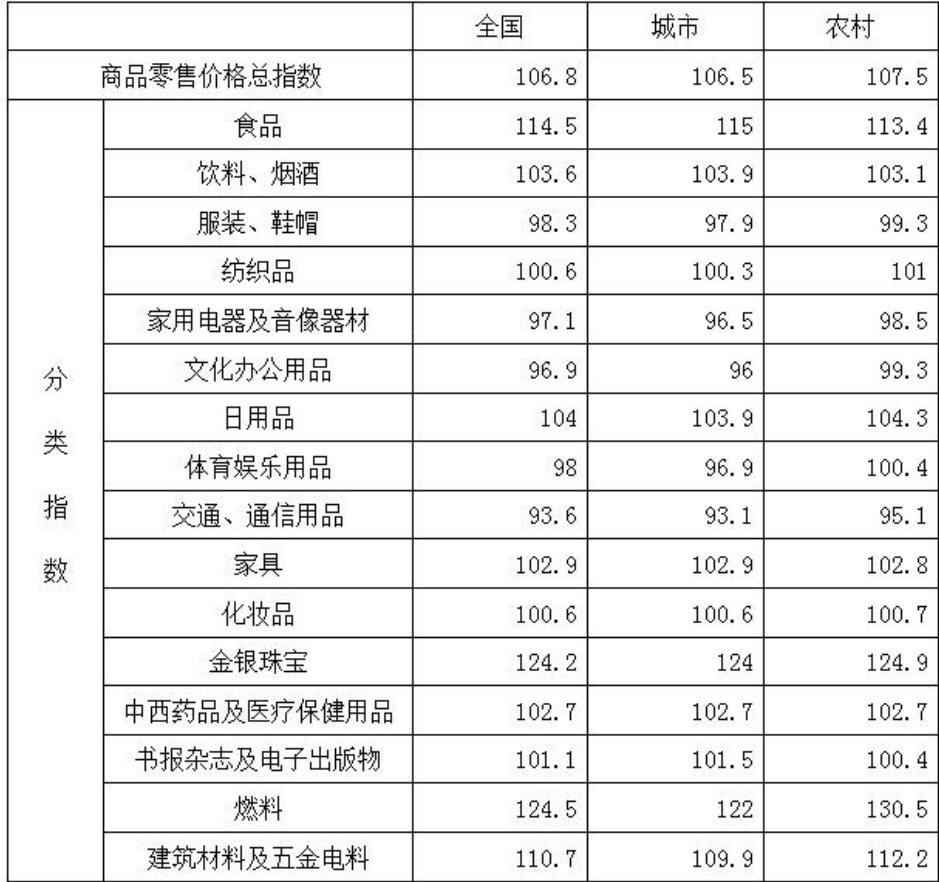 全国 城市 农村
商品零售价格总指数 106.8 106.5 107.5
分类指数
食品 114.5 115 113.4
饮料、烟酒 103.6 103.9 103.1
服装、鞋帽 98.3 97.9 99.3
纺织品 100.6 100.3 101
家用电器及音像器材 97.1 96.5 98.5
文化办公用品 96.9 96 99.3
日用品 104 103.9 104.3
体育娱乐用品 98 96.9 100.4
交通、通信用品 93.6 93.1 95.1
家具 102.9 102.9 102.8
化妆品 100.6 100.6 100.7
金银珠宝 124.2 124 124.9
中西药品及医疗保健用品 102.7 102.7 102.7
书报杂志及电子出版物 101.1 101.5 100.4
燃料 124.5 122 130.5
建筑材料及五金电料 110.7 109.9 112.2